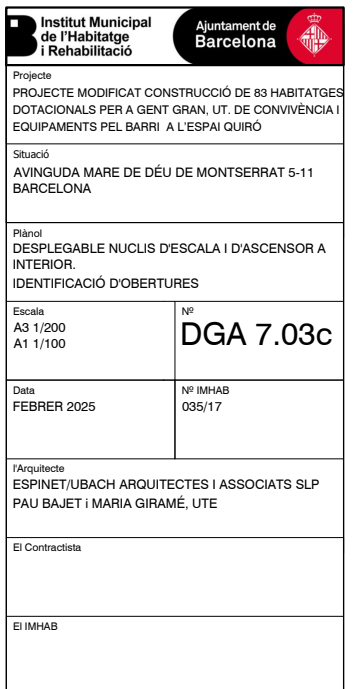 Institut Municipal
de l'Habitatge
i Rehabilitació
Ajuntament de
Barcelona
Projecte
PROJECTE MODIFICAT CONSTRUCCIÓ DE 83 HABITATGES
DOTACIONALS PER A GENT GRAN, UT. DE CONVIVÈNCIA I
EQUIPAMENTS PEL BARRI A L'ESPAI QUIRÓ
Situació
AVINGUDA MARE DE DÉU DE MONTSERRAT 5-11
BARCELONA
Plànol
DESPLEGABLE NUCLIS D'ESCALA I D'ASCENSOR A
INTERIOR.
IDENTIFICACIÓ D'OBERTURES
Escala
A3 1/200
A1 1/100
Nº
DGA 7.03c
Data
FEBRER 2025
Nº IMHAB
035/17
l'Arquitecte
ESPINET/UBACH ARQUITECTES I ASSOCIATS SLP
PAU BAJET i MARIA GIRAMÉ, UTE
El Contractista
El IMHAB